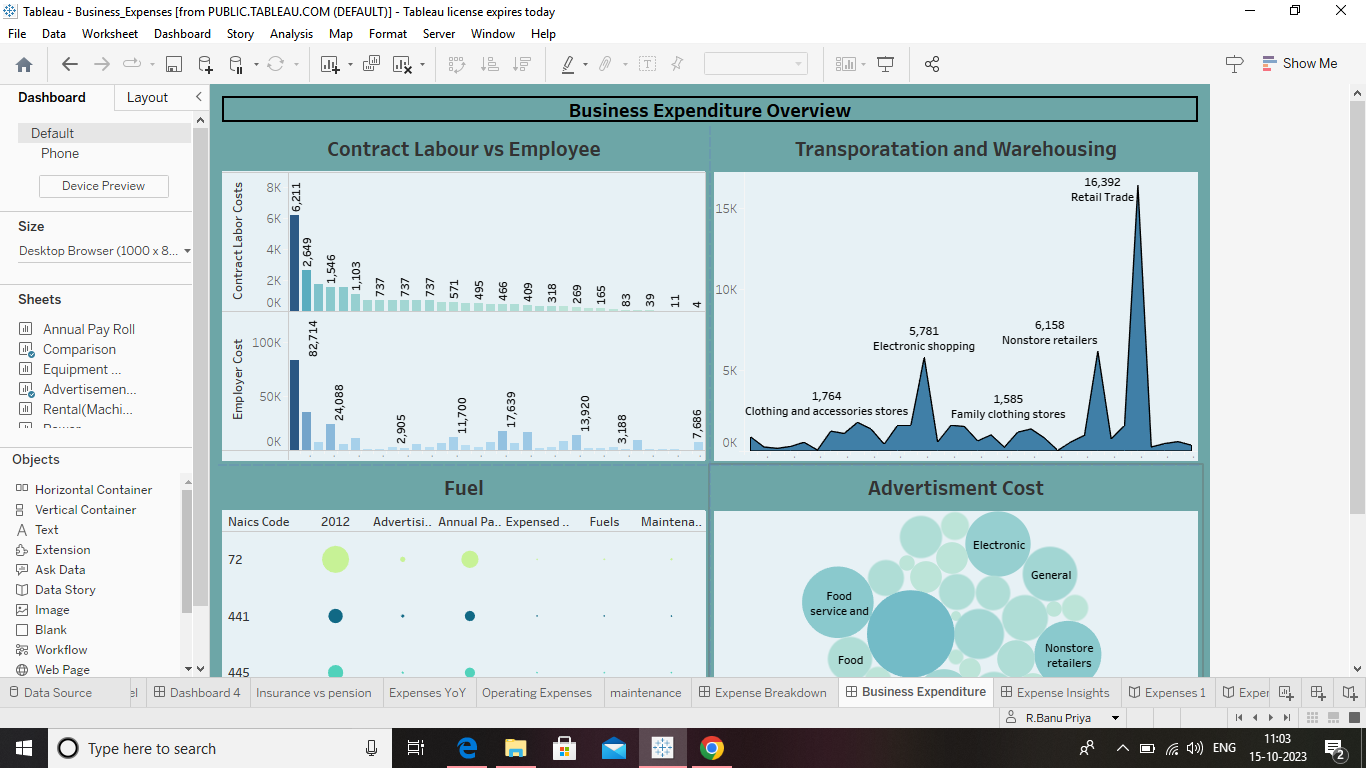 Tableau - Business_Expenses [from PUBLIC.TABLEAU.COM (DEFAULT)] - Tableau license expires today
File Data Worksheet Dashboard Story Analysis Map Format Server Window Help
Show Me
Dashboard Layout
Default
Phone
Device Preview
Size
Desktop Browser (1000 x 8...
Sheets
Annual Pay Roll
Comparison
Equipment ...
Advertisemen...
Rental(Machi...
Objects
Horizontal Container
Vertical Container
Text
Extension
Ask Data
Data Story
Image
Blank
Workflow
Web Page
Business Expenditure Overview
Contract Labour vs Employee
Contract Labor Costs
8K
6K
4K
2K
0K
6,211
2,649
1,546
1,103
737
737
737
571
495
466
409
318
269
165
83
39
11
4
Employer Cost
100K
50K
0K
82,714
24,088
2,905
11,700
17,639
13,920
3,188
7,686
Transporatation and Warehousing
15K
10K
5K
0K
16,392
Retail Trade
5,781
Electronic shopping
6,158
Nonstore retailers
1,764
Clothing and accessories stores
1,585
Family clothing stores
Fuel
Naics Code 2012 Advertisi.. Annual Pa.. Expensed .. Fuels Maintena..
72
441
445
Advertisment Cost
Electronic
General
Food
service and
Nonstore
retailers
Food
Data Source el Dashboard 4 Insurance vs pension Expenses YoY Operating Expenses maintenance Expense Breakdown Business Expenditure Expense Insights Expenses 1 Exper
R.Banu Priya
Type here to search
ENG
11:03
15-10-2023
2